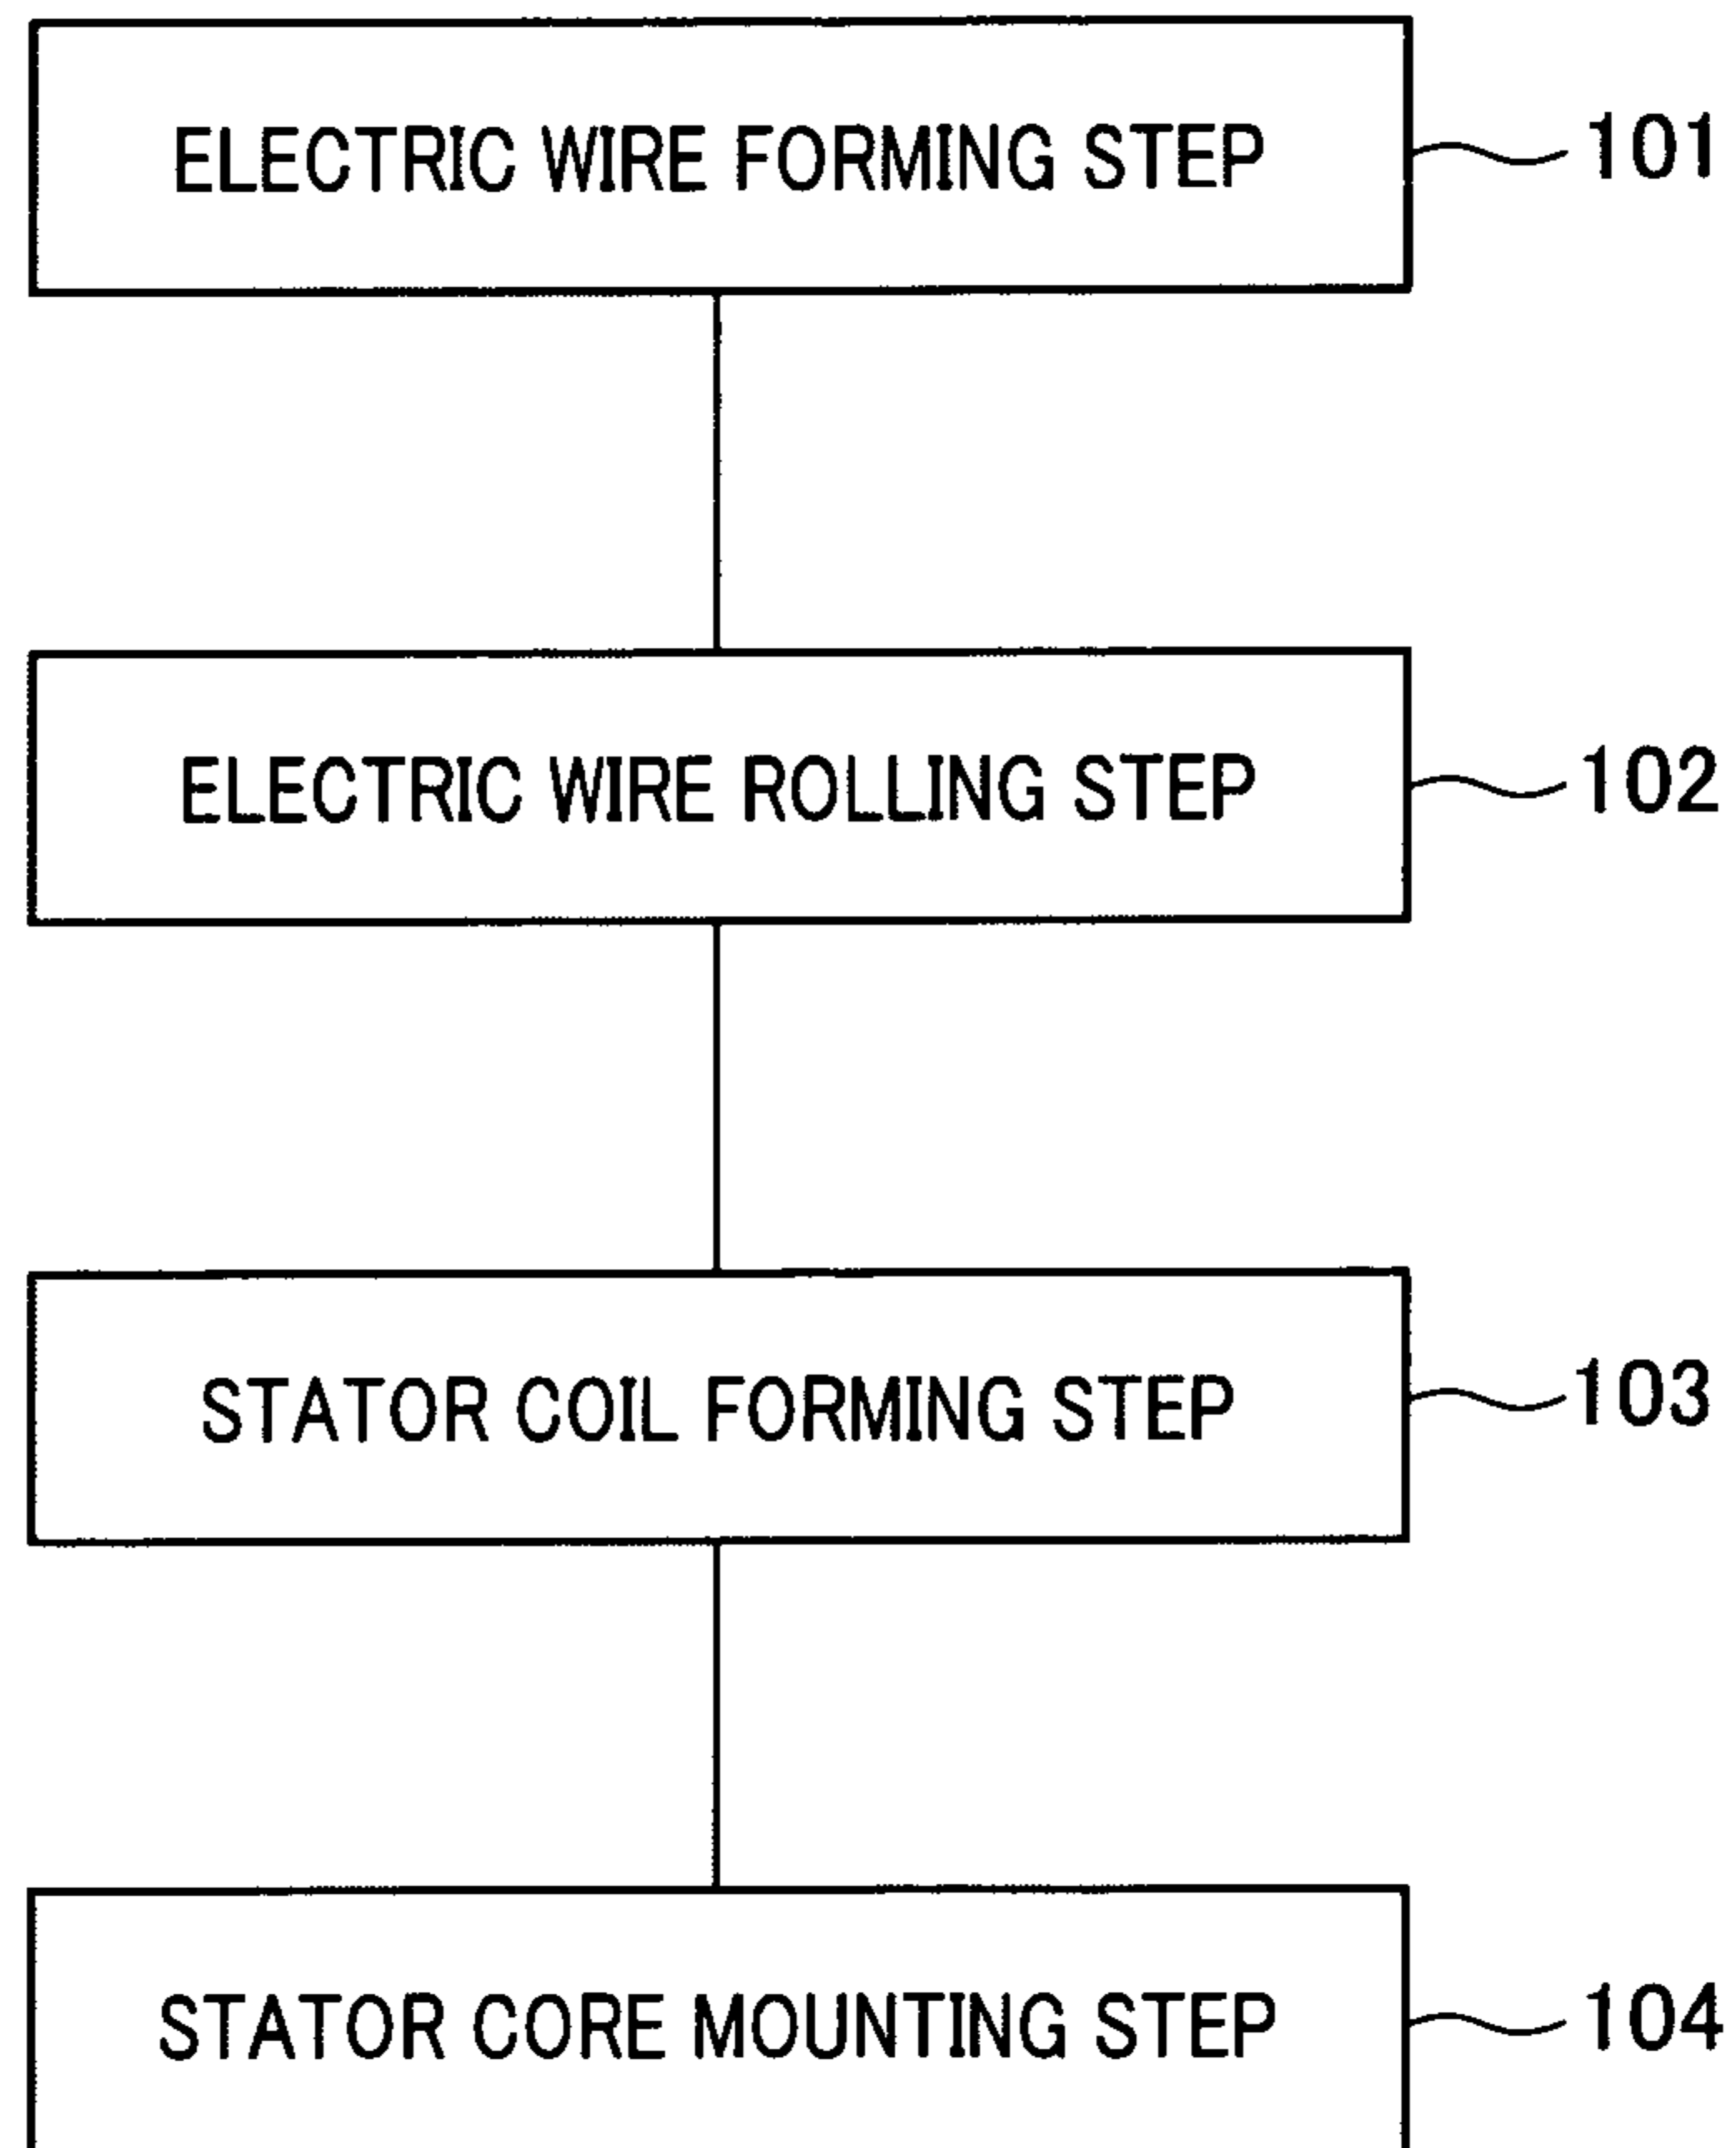 ELECTRIC WIRE FORMING STEP 101
ELECTRIC WIRE ROLLING STEP 102
STATOR COIL FORMING STEP 103
STATOR CORE MOUNTING STEP 104